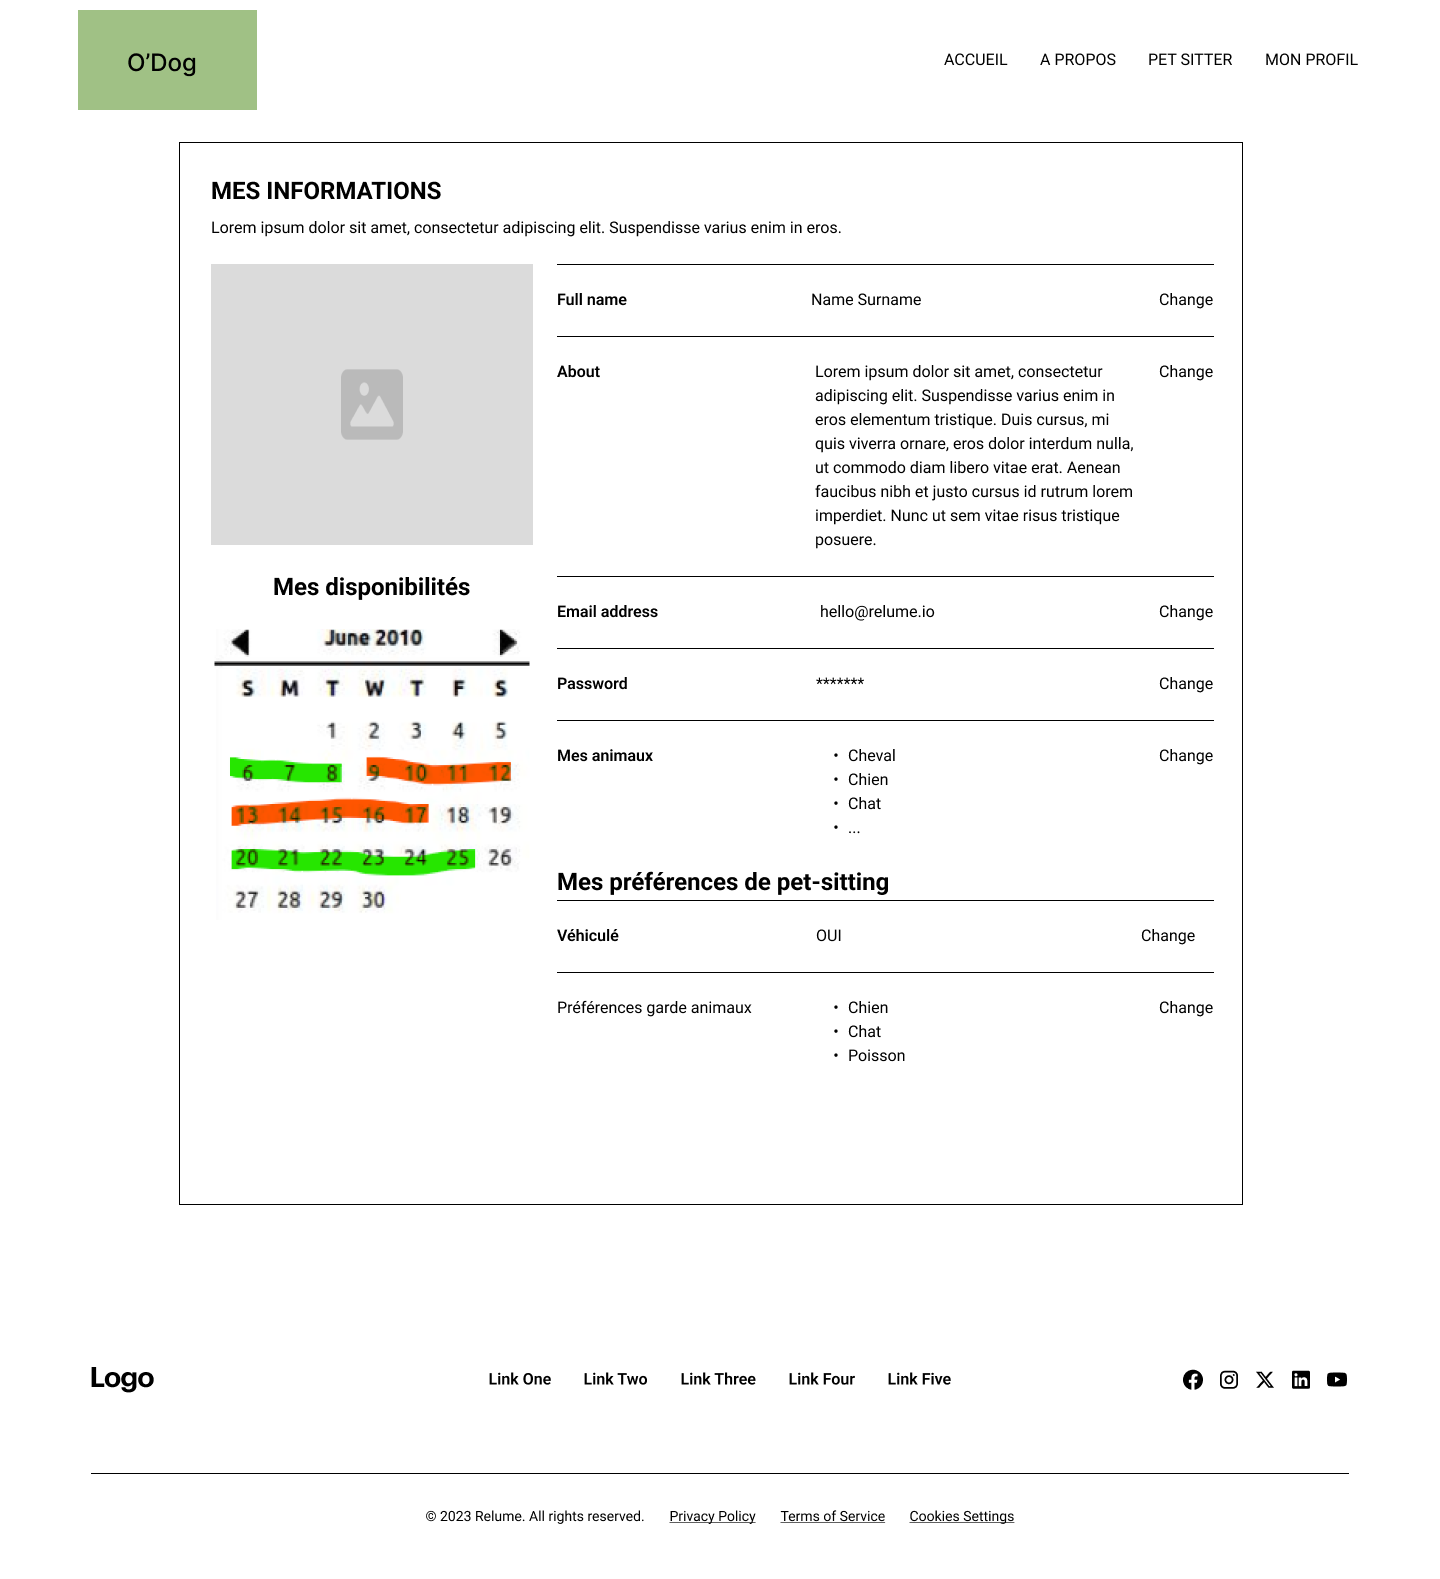 O’Dog
ACCUEIL A PROPOS PET SITTER MON PROFIL
MES INFORMATIONS
Lorem ipsum dolor sit amet, consectetur adipiscing elit. Suspendisse varius enim in eros.
Mes disponibilités
June 2010
S M T W T F S
1 2 3 4 5
6 7 8 9 10 11 12
13 14 15 16 17 18 19
20 21 22 23 24 25 26
27 28 29 30
Full name Name Surname Change
About Lorem ipsum dolor sit amet, consectetur Change
adipiscing elit. Suspendisse varius enim in
eros elementum tristique. Duis cursus, mi
quis viverra ornare, eros dolor interdum nulla,
ut commodo diam libero vitae erat. Aenean
faucibus nibh et justo cursus id rutrum lorem
imperdiet. Nunc ut sem vitae risus tristique
posuere.
Email address hello@relume.io Change
Password ******* Change
Mes animaux • Cheval Change
• Chien
• Chat
• ...
Mes préférences de pet-sitting
Véhiculé OUI Change
Préférences garde animaux • Chien Change
• Chat
• Poisson
Logo Link One Link Two Link Three Link Four Link Five
© 2023 Relume. All rights reserved. Privacy Policy Terms of Service Cookies Settings